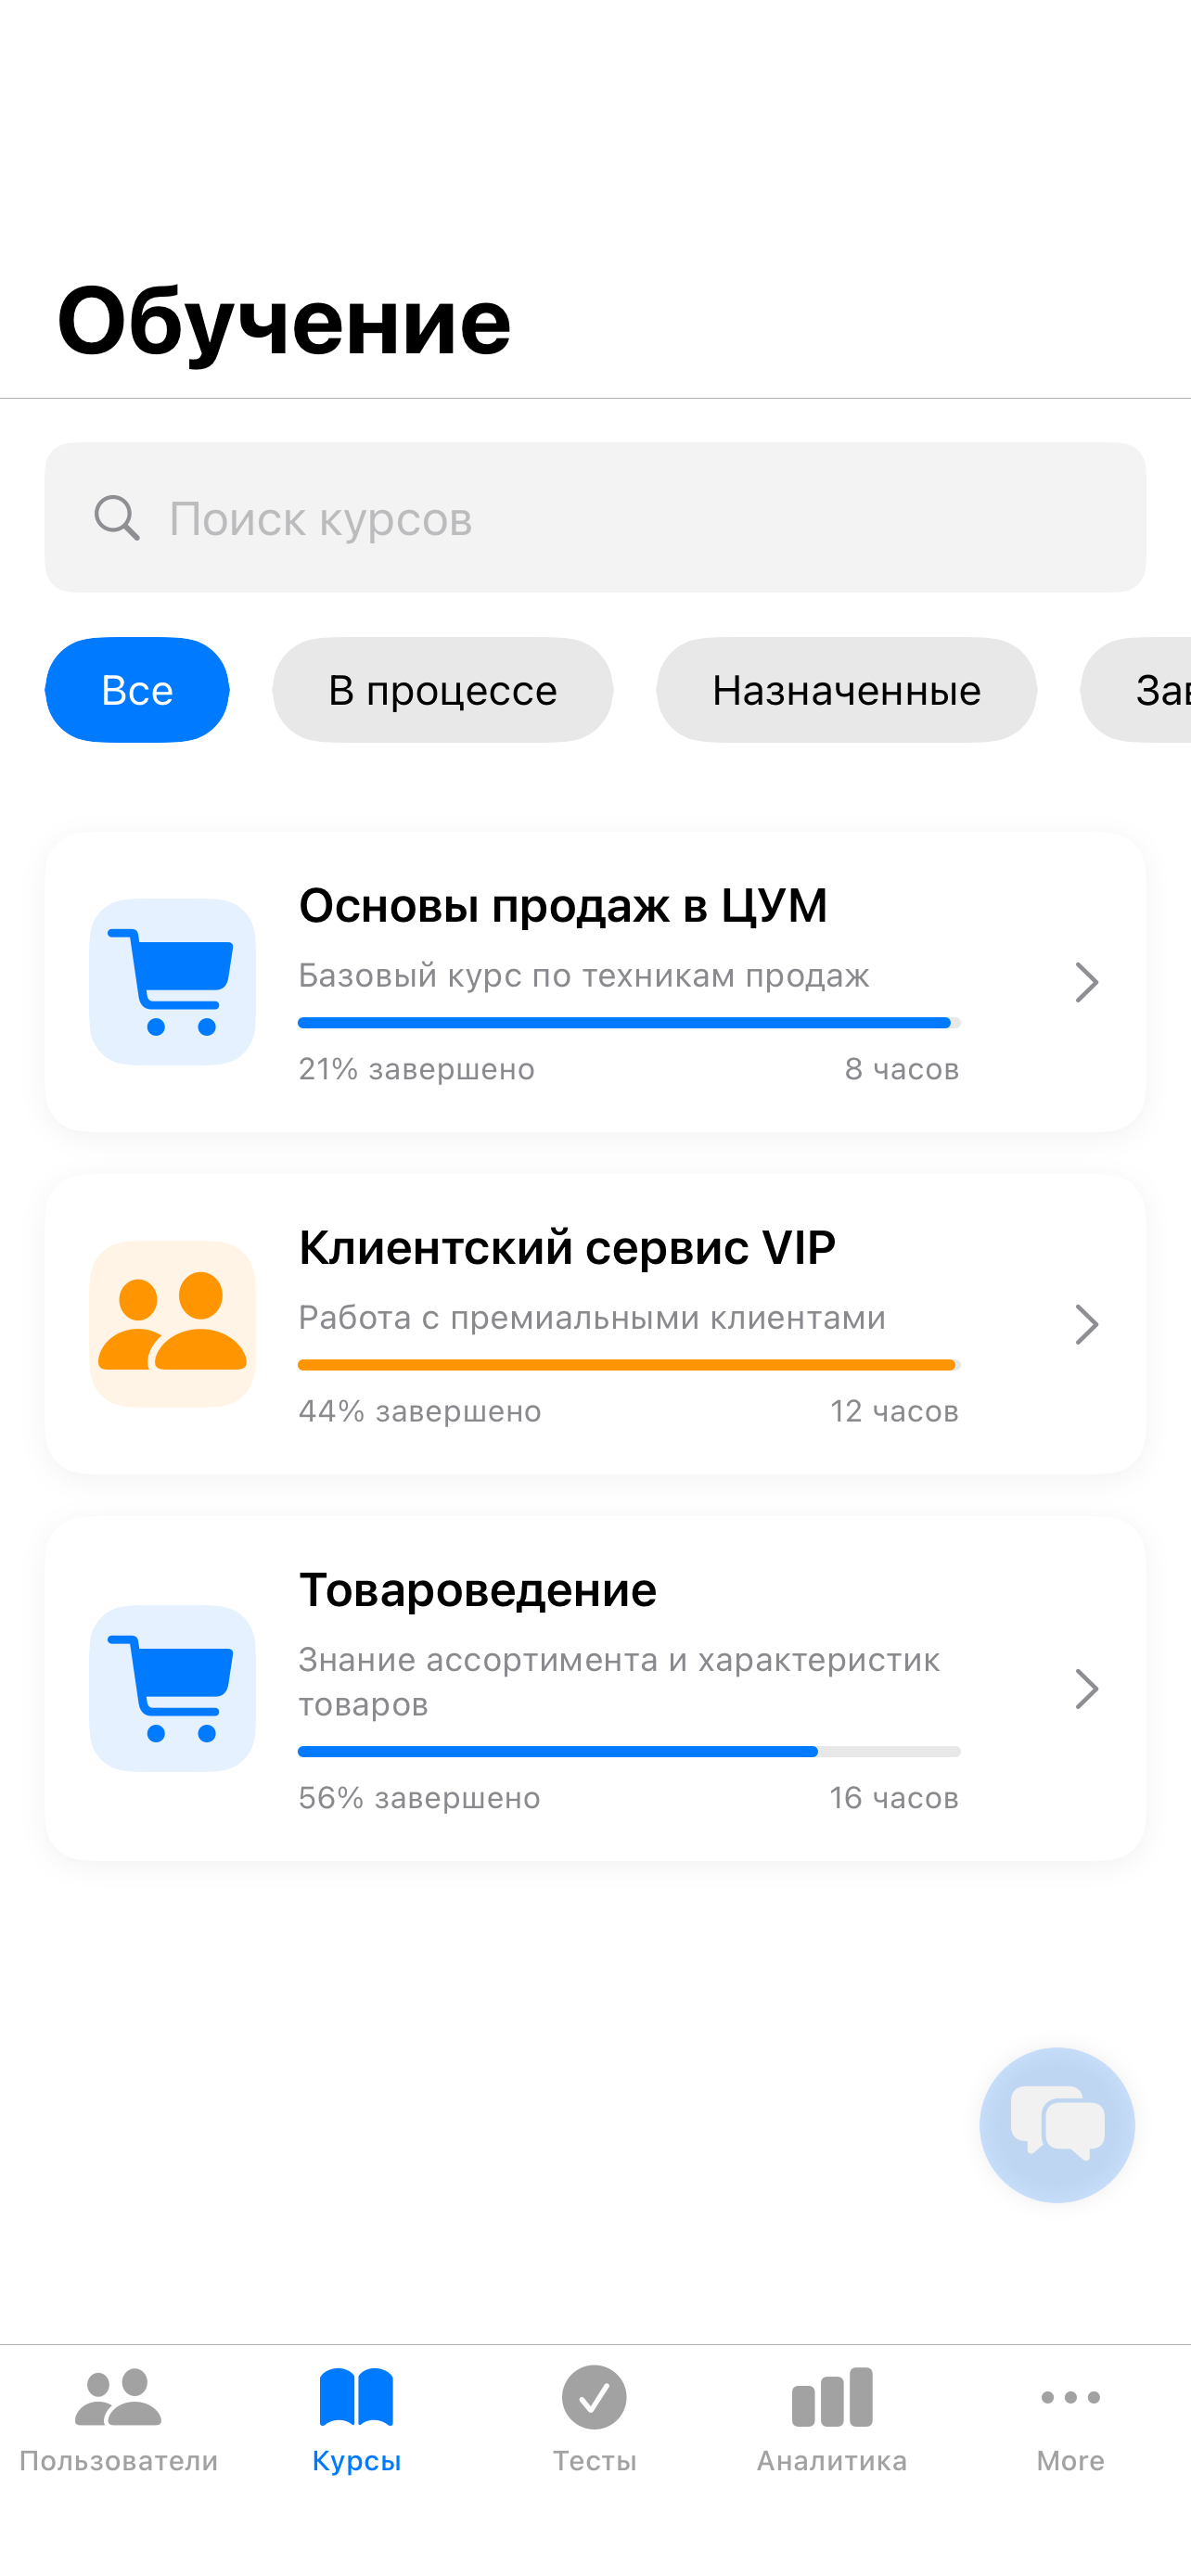 Обучение
Поиск курсов
Все
В процессе
Назначенные
Основы продаж в ЦУМ
Базовый курс по техникам продаж
21% завершено
8 часов
Клиентский сервис VIP
Работа с премиальными клиентами
44% завершено
12 часов
Товароведение
Знание ассортимента и характеристик
товаров
56% завершено
16 часов
Пользователи
Курсы
Тесты
Аналитика
More